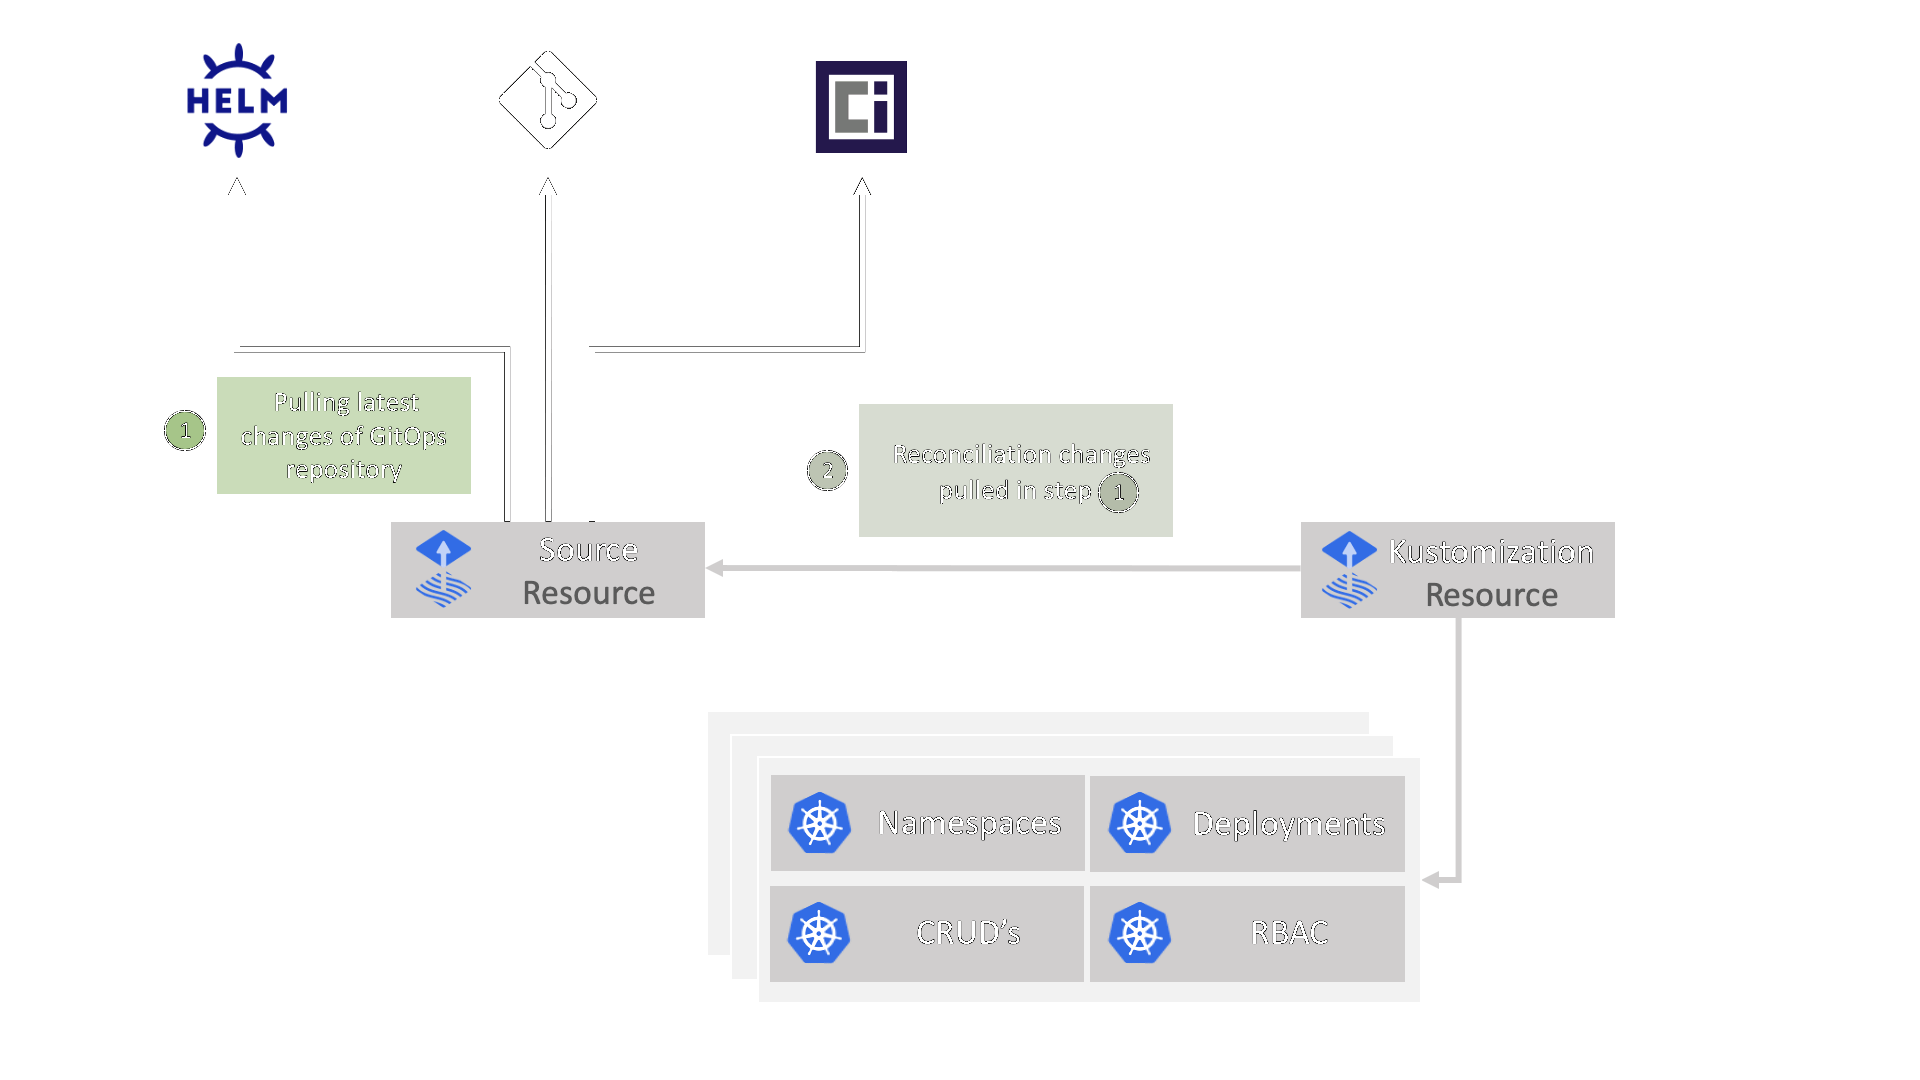 HELM
Ci
1
Pulling latest
changes of GitOps
repository
2
Reconciliation changes
pulled in step 1
Source
Resource
Kustomization
Resource
Namespaces
Deployments
CRUD’s
RBAC